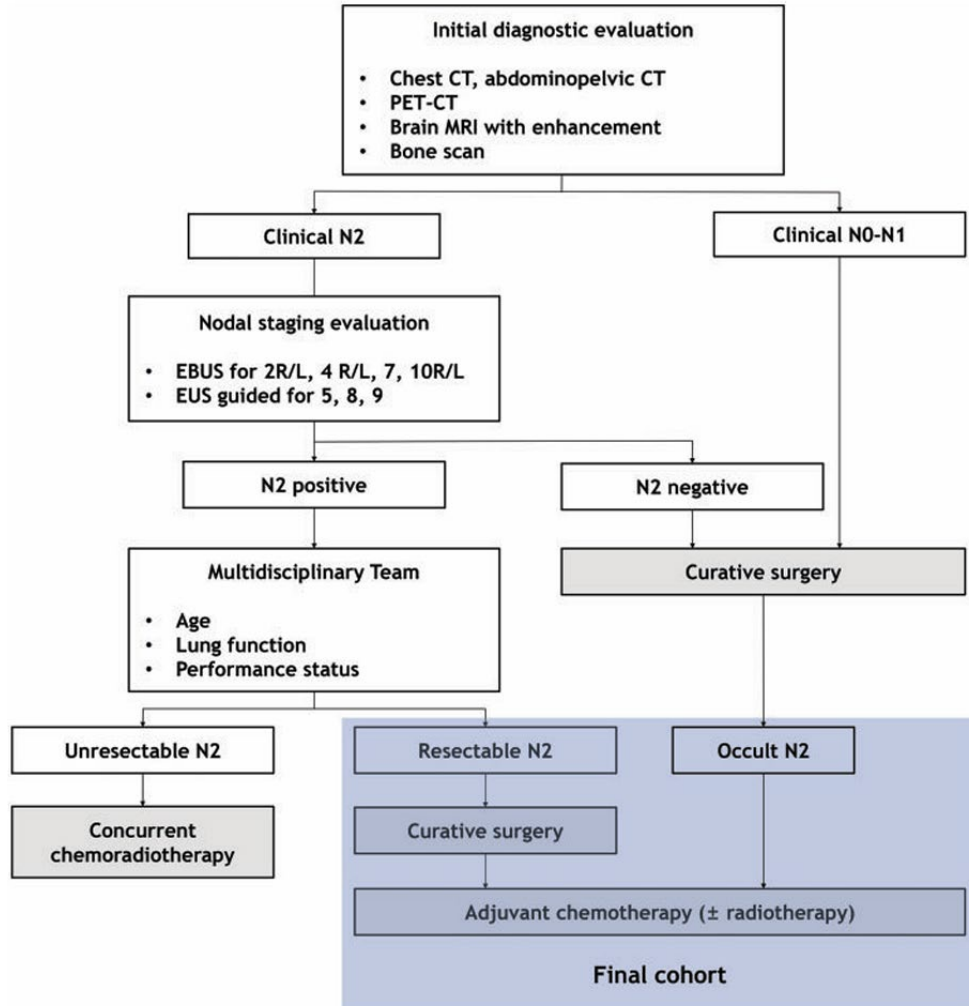 Initial diagnostic evaluation
• Chest CT, abdominopelvic CT
• PET-CT
• Brain MRI with enhancement
• Bone scan
Clinical N2
Clinical N0-N1
Nodal staging evaluation
• EBUS for 2R/L, 4 R/L, 7, 10R/L
• EUS guided for 5, 8, 9
N2 positive
N2 negative
Multidisciplinary Team
• Age
• Lung function
• Performance status
Curative surgery
Unresectable N2
Resectable N2
Occult N2
Concurrent
chemoradiotherapy
Curative surgery
Adjuvant chemotherapy (± radiotherapy)
Final cohort